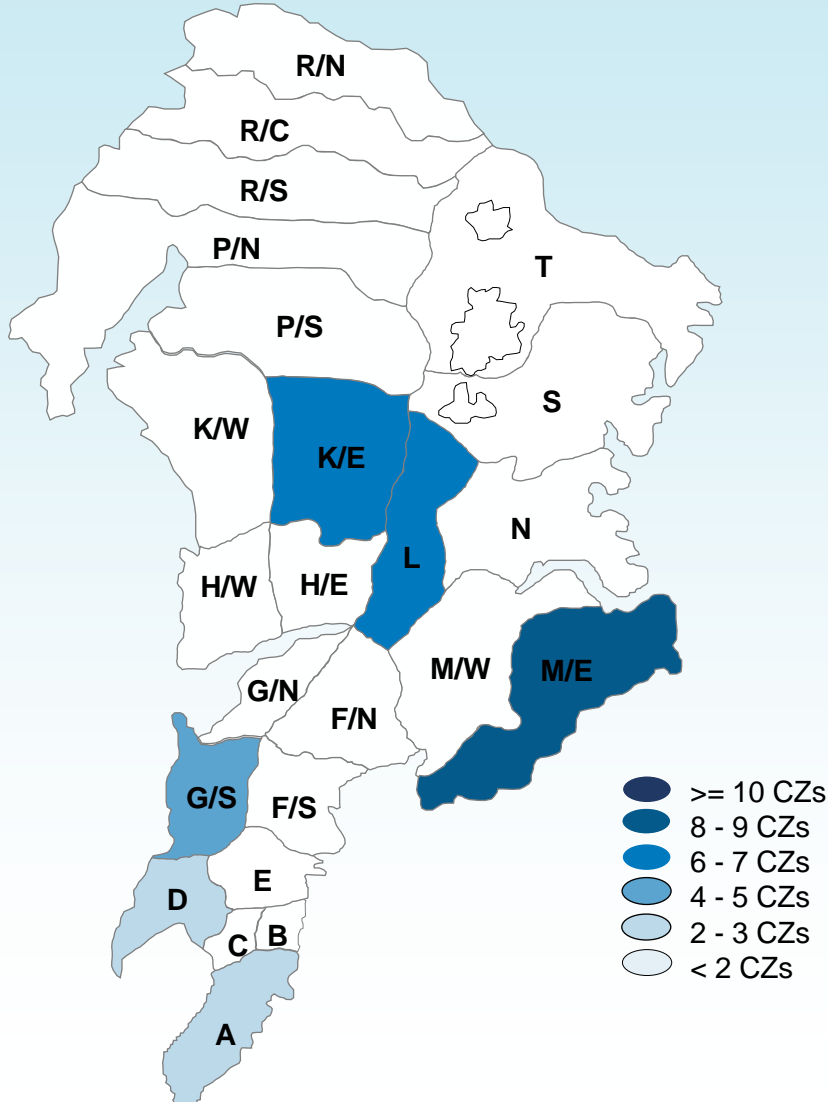 R/N
R/C
R/S
P/N
T
P/S
S
K/W
K/E
N
L
H/W
H/E
M/W
M/E
G/N
F/N
G/S
F/S
E
D
B
C
A
>= 10 CZs
8 - 9 CZs
6 - 7 CZs
4 - 5 CZs
2 - 3 CZs
< 2 CZs